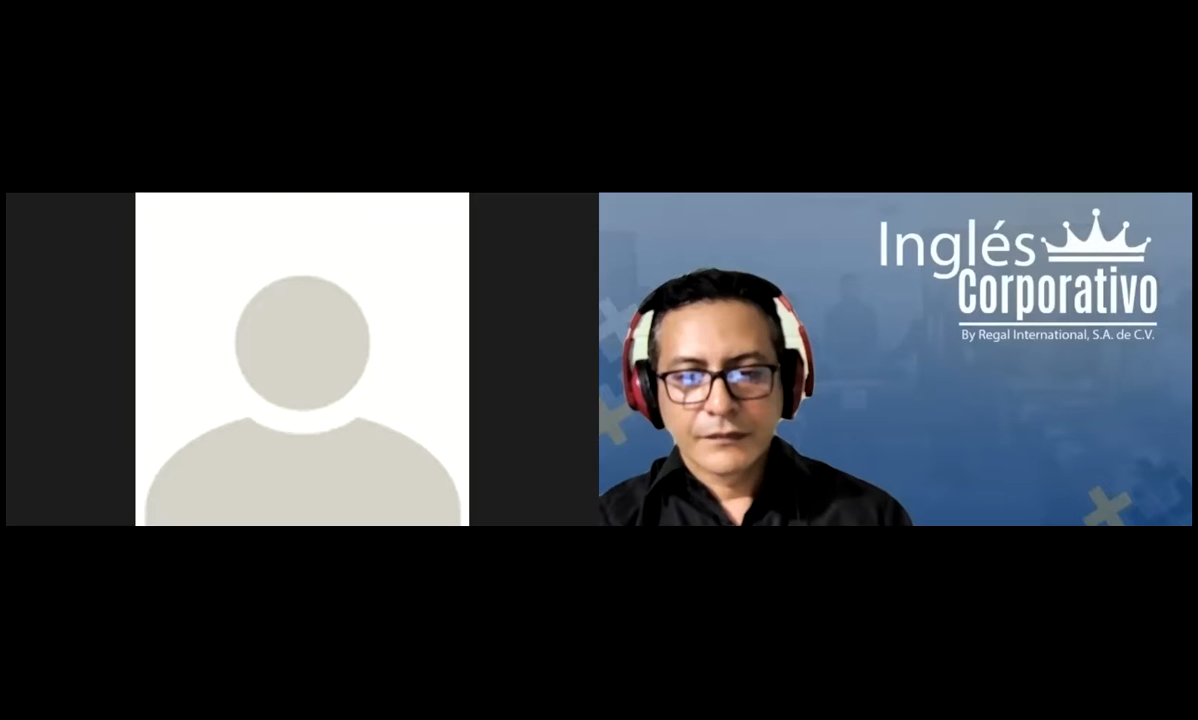 Inglés
Corporativo
By Regal International, S.A. de C.V.